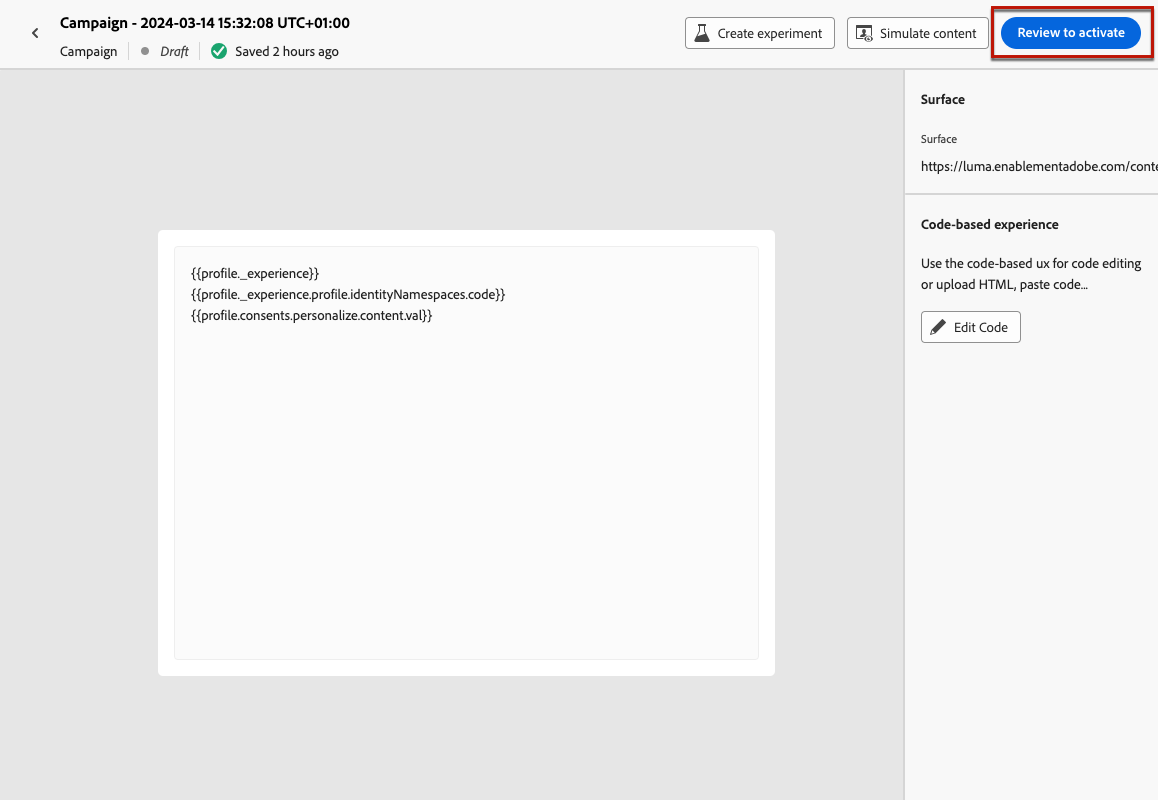 Campaign - 2024-03-14 15:32:08 UTC+01:00
Campaign
Draft
Saved 2 hours ago
Create experiment
Simulate content
Review to activate
{{profile._experience}}
{{profile._experience.profile.identityNamespaces.code}}
{{profile.consents.personalize.content.val}}
Surface
Surface
https://luma.enablementadobe.com/conte
Code-based experience
Use the code-based ux for code editing
or upload HTML, paste code...
Edit Code